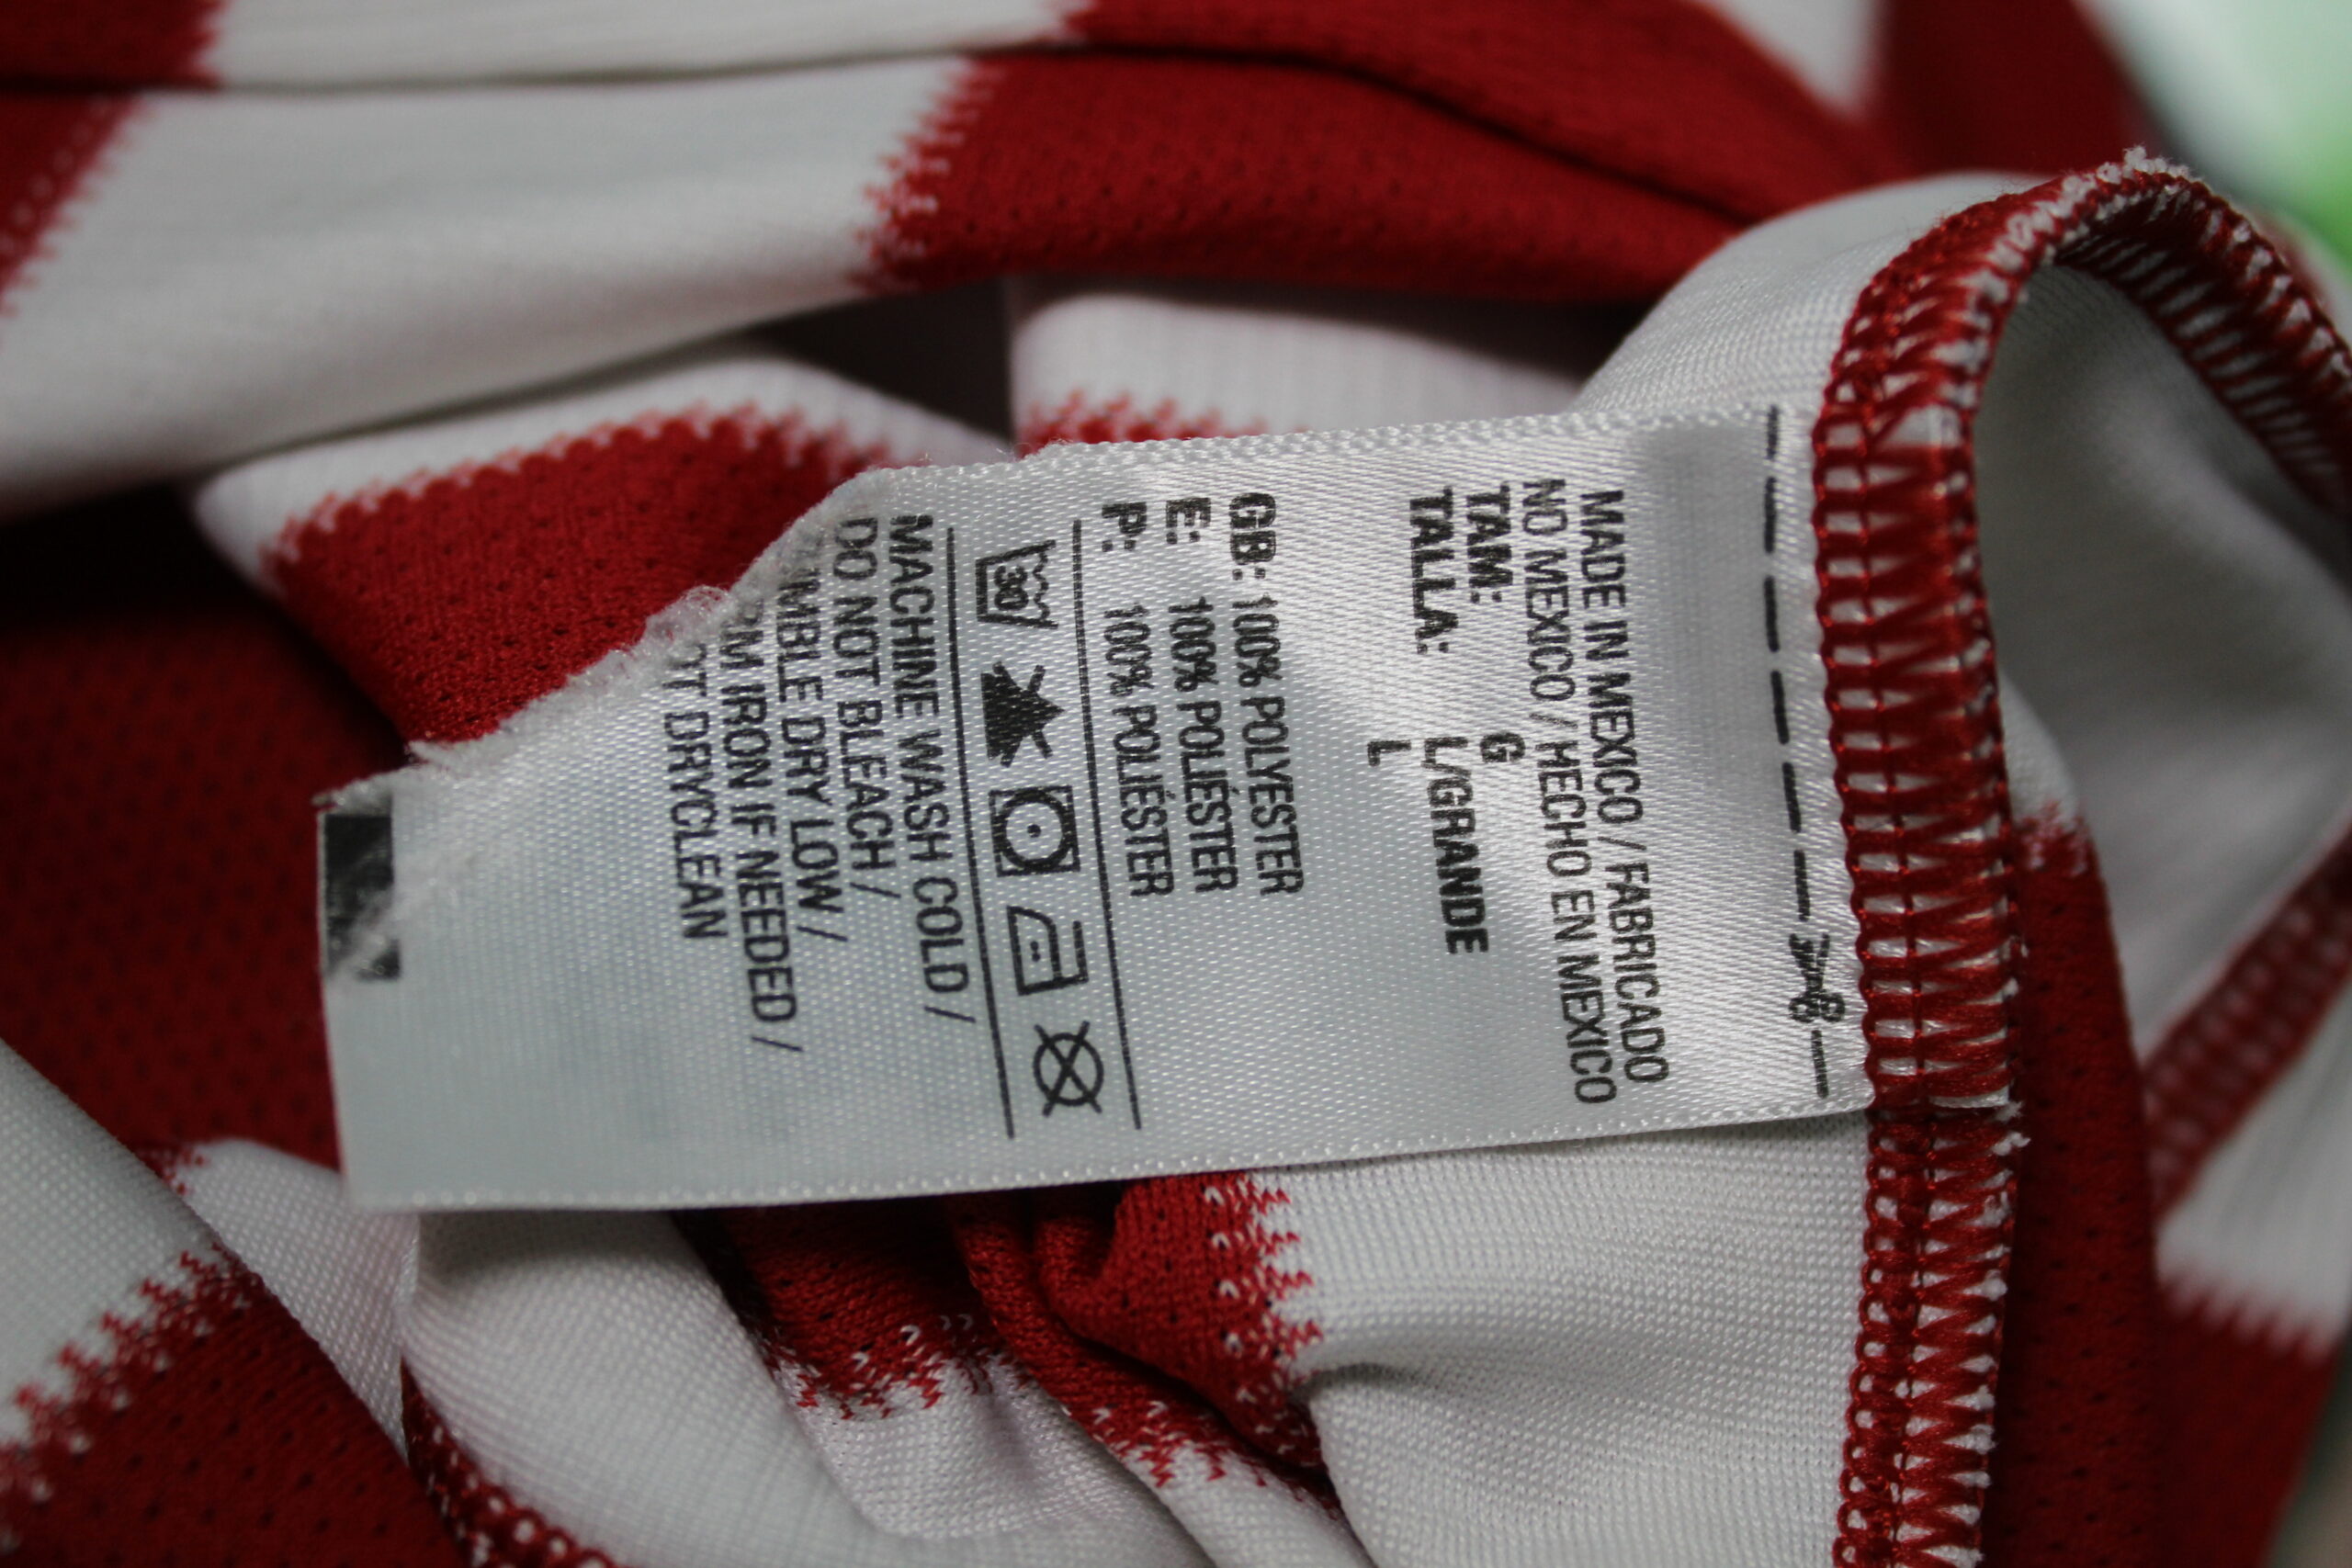 MADE IN MEXICO / FABRICADO
NO MEXICO / HECHO EN MEXICO
TAM: G
TALLA: L/GRANDE
L
GB: 100% POLYESTER
E: 100% POLIÉSTER
P: 100% POLIÉSTER
30
MACHINE WASH COLD /
DO NOT BLEACH /
DRY LOW /
IRON IF NEEDED /
DRYCLEAN